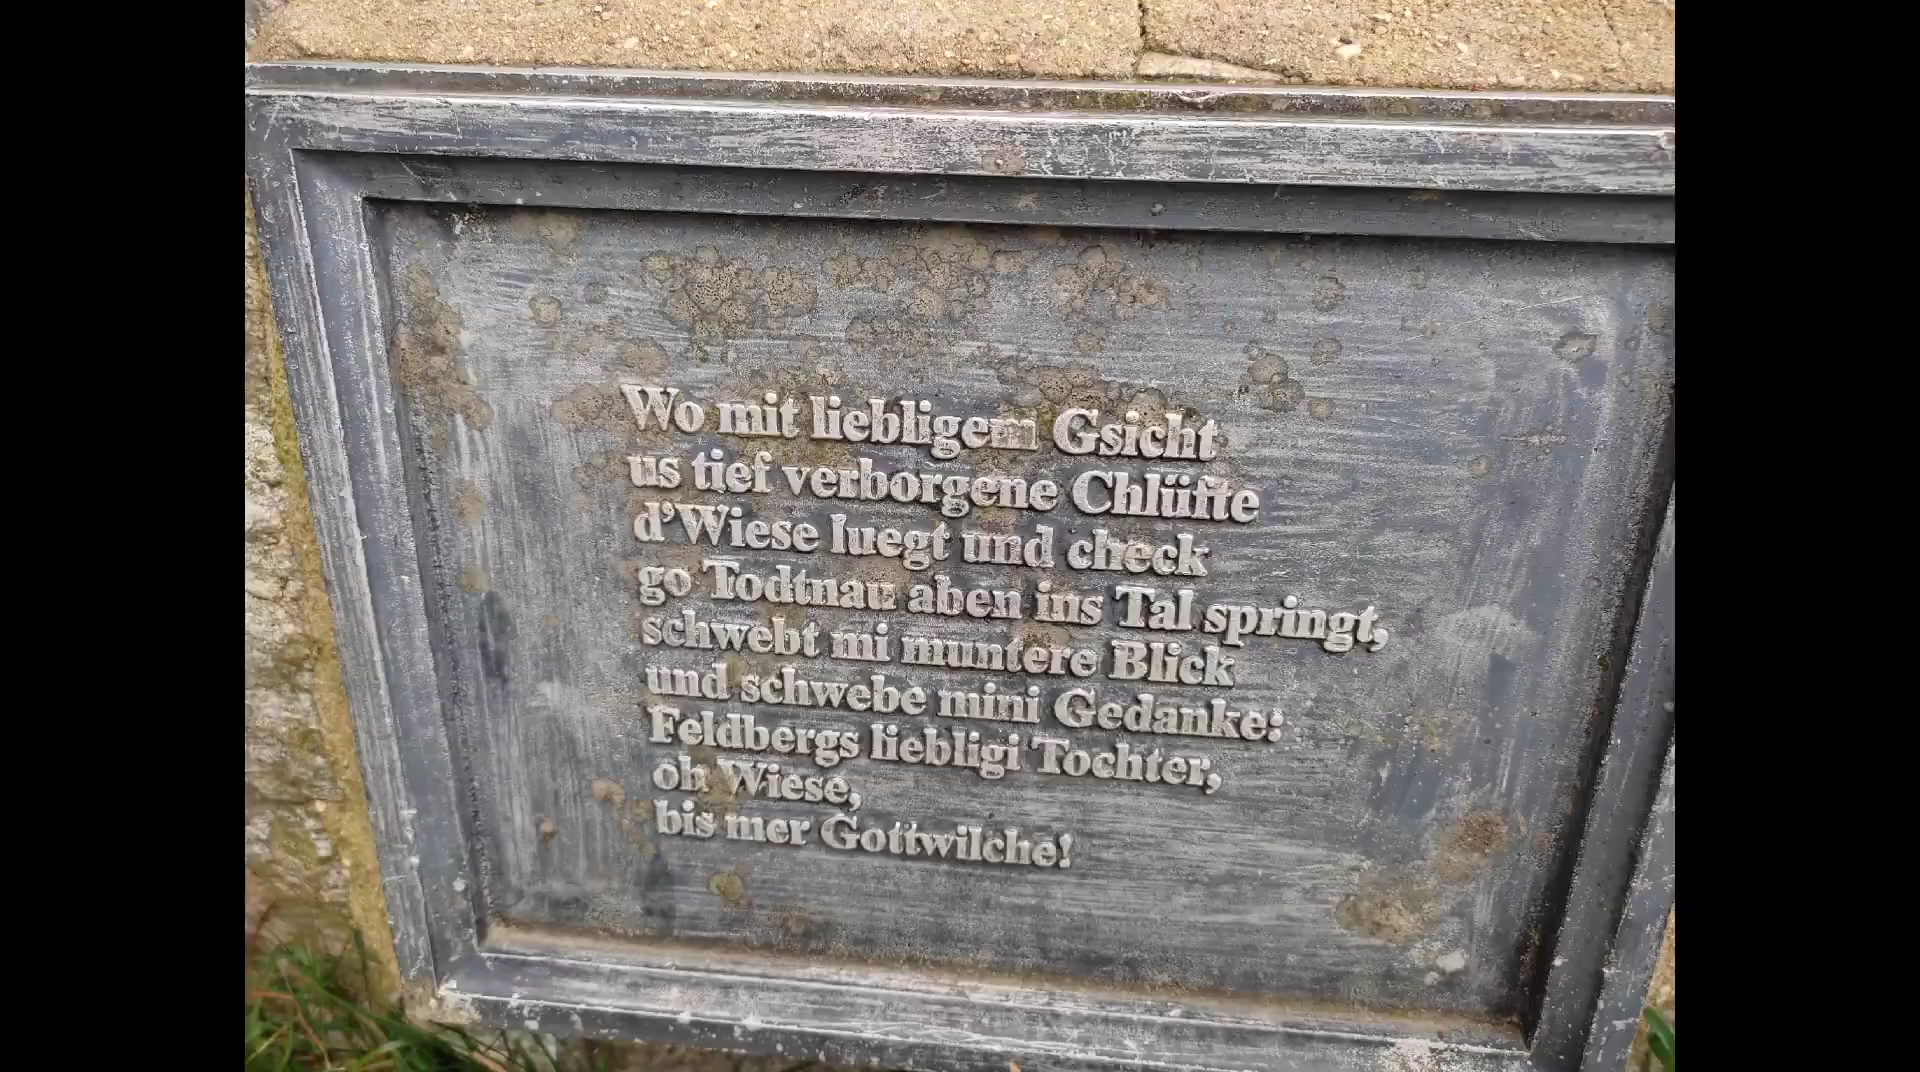 Wo mit liebligem Gsicht
us tief verborgene Chlüfte
d'Wiese luegt und check
go Todtnau aben ins Tal springt,
schwebt mi muntere Blick
und schwebe mini Gedanke:
Feldbergs liebligi Tochter,
oh Wiese,
bis mer Gottwilche!